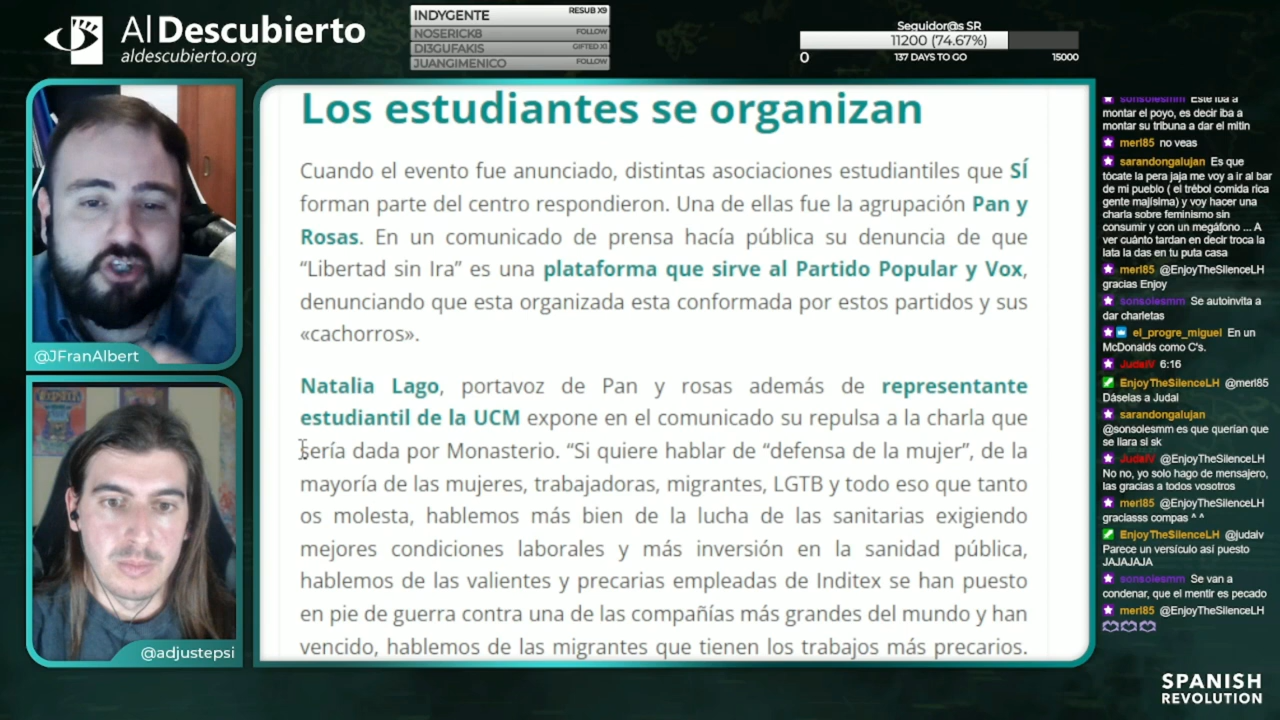 Al Descubierto
aldescubierto.org
INDYGENTE RESUB X9
NOSERICKB FOLLOW
DI3GUFAKIS GIFTED X1
JUANGIMENICO FOLLOW
Seguidor@s SR
11200 (74.67%)
0 137 DAYS TO GO 15000
@JFranAlbert
@adjustepsi
Los estudiantes se organizan
Cuando el evento fue anunciado, distintas asociaciones estudiantiles que SÍ
forman parte del centro respondieron. Una de ellas fue la agrupación Pan y
Rosas. En un comunicado de prensa hacía pública su denuncia de que
“Libertad sin Ira” es una plataforma que sirve al Partido Popular y Vox,
denunciando que esta organizada esta conformada por estos partidos y sus
«cachorros».
Natalia Lago, portavoz de Pan y rosas además de representante
estudiantil de la UCM expone en el comunicado su repulsa a la charla que
sería dada por Monasterio. “Si quiere hablar de “defensa de la mujer”, de la
mayoría de las mujeres, trabajadoras, migrantes, LGTB y todo eso que tanto
os molesta, hablemos más bien de la lucha de las sanitarias exigiendo
mejores condiciones laborales y más inversión en la sanidad pública,
hablemos de las valientes y precarias empleadas de Inditex se han puesto
en pie de guerra contra una de las compañías más grandes del mundo y han
vencido, hablemos de las migrantes que tienen los trabajos más precarios.
sonsolesmm Este iba a
montar el poyo, es decir iba a
montar su tribuna a dar el mitin
merl85 no veas
sarandongalujan Es que
tócate la pera jaja me voy a ir al bar
de mi pueblo ( el trébol comida rica
gente majísima) y voy hacer una
charla sobre feminismo sin
consumir y con un megáfono ... A
ver cuánto tardan en decir troca la
lata la das en tu puta casa
merl85 @EnjoyTheSilenceLH
gracias Enjoy
sonsolesmm Se autoinvita a
dar charletas
el_progre_miguel En un
McDonalds como C's.
JudaiV 6:16
EnjoyTheSilenceLH @merl85
Dáselas a Judaï
sarandongalujan
@sonsolesmm es que querían que
se liara si sk
JudaiV @EnjoyTheSilenceLH
No no, yo solo hago de mensajero,
las gracias a todos vosotros
merl85 @EnjoyTheSilenceLH
graciasss compas ^ ^
EnjoyTheSilenceLH @judaiv
Parece un versículo así puesto
JAJAJAJA
sonsolesmm Se van a
condenar, que el mentir es pecado
merl85 @EnjoyTheSilenceLH
SPANISH
REVOLUTION